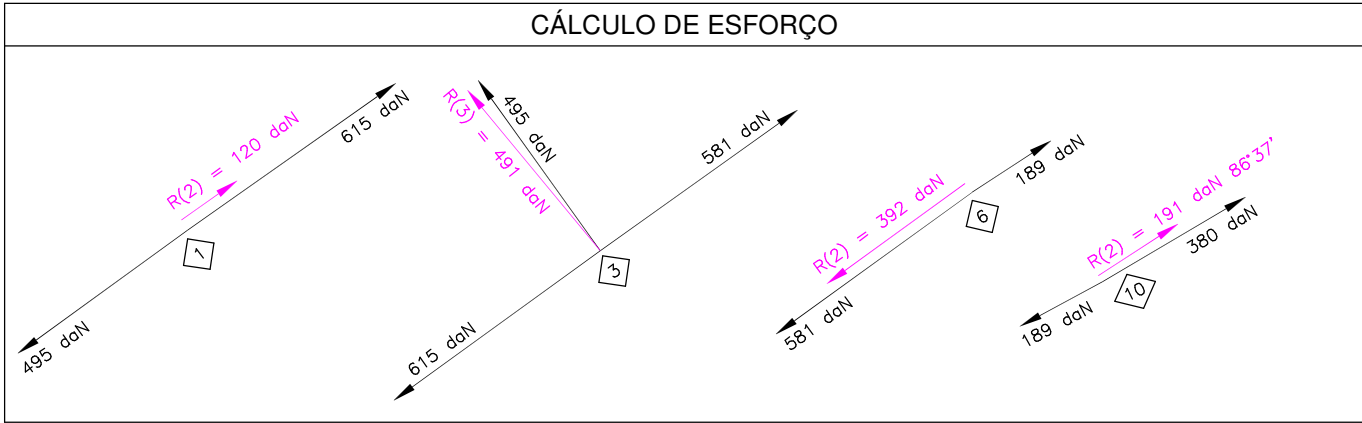 CÁLCULO DE ESFORÇO
R(2) = 120 daN
615 daN
1
495 daN
495 daN
R(3) = 491 daN
581 daN
3
615 daN
189 daN
R(2) = 392 daN
6
581 daN
R(2) = 191 daN 86°37'
380 daN
10
189 daN